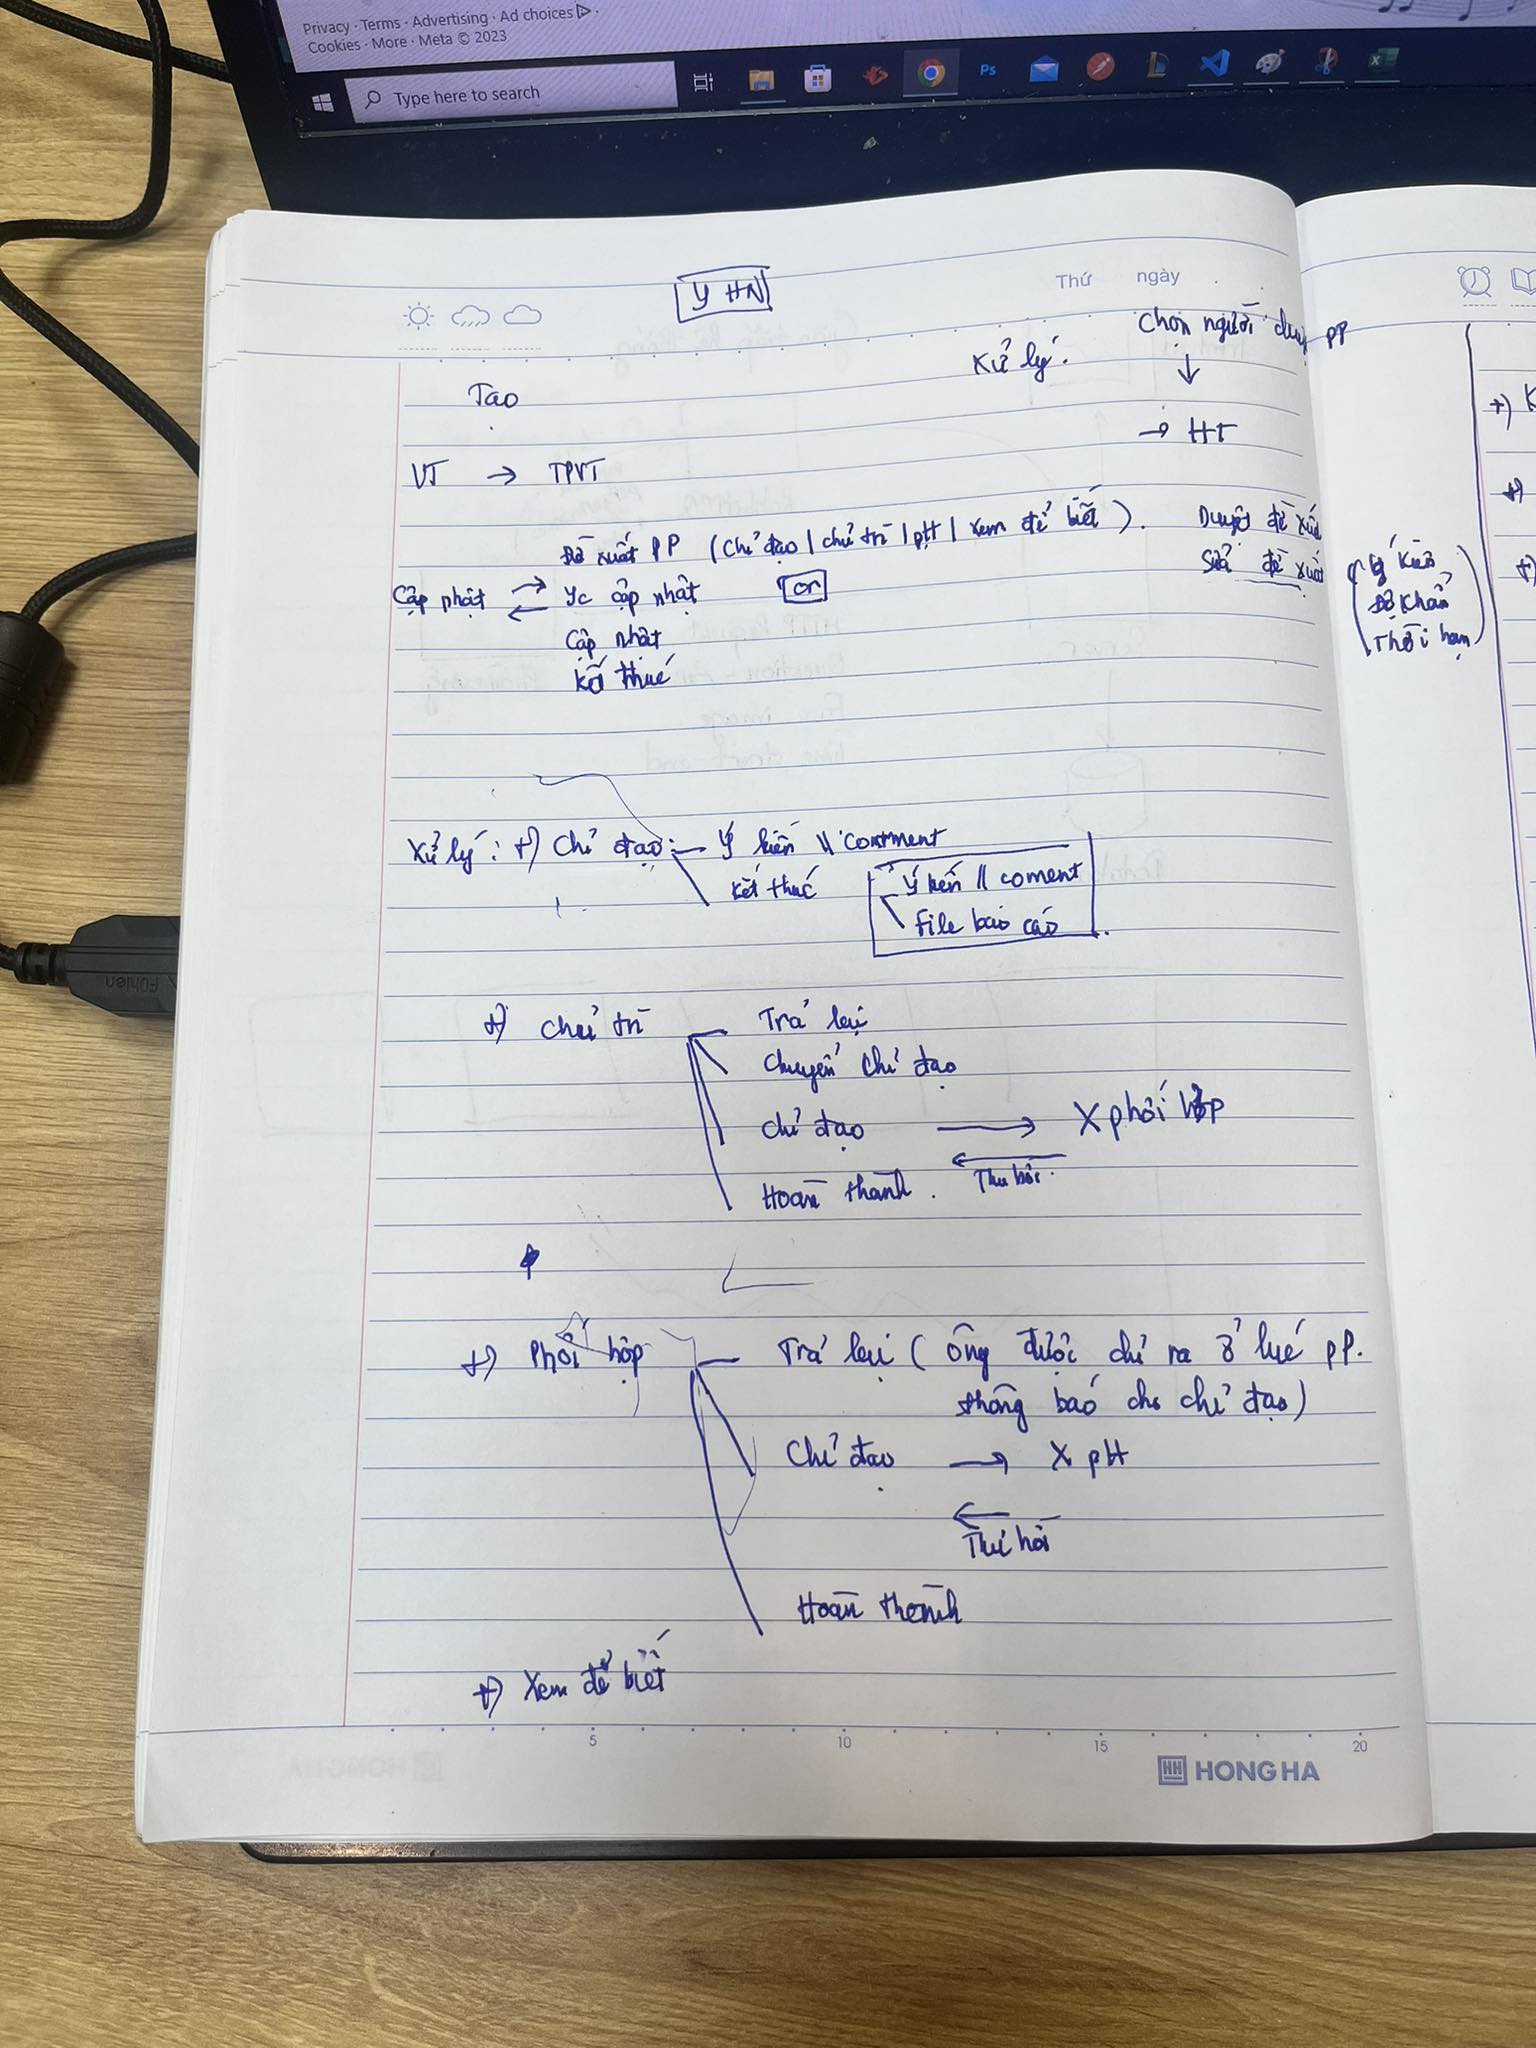 Privacy · Terms · Advertising · Ad choices ·
Cookies · More · Meta © 2023
Type here to search
Ps
Thứ ngày
Y HN
Chọn người duyệt PP
Xử lý.
Tạo
→ HT
VT → TPVT
Đề xuất PP (Chỉ đạo | chủ trì | pH | xem để biết).
Duyệt đề xuất
Sửa đề xuất
Ý kiến
Độ khẩn
Thời hạn
Cập nhật Yc cập nhật or
Cập nhật
Kết thúc
Xử lý: +) Chỉ đạo: Ý kiến || comment
Kết thúc
Ý kiến || coment
File báo cáo
+) Chủ trì
Trả lại
Chuyển chỉ đạo
Chỉ đạo → X phối hợp
Hoàn thành. ← Thu hồi.
+) Phối hợp
Trả lại (ông được chỉ ra ở lúc pP.
thông báo cho chỉ đạo)
Chỉ đạo → X pH
← Thu hồi
Hoàn thành
+) Xem để biết
5 10 15 20
HONG HA
Fühlen